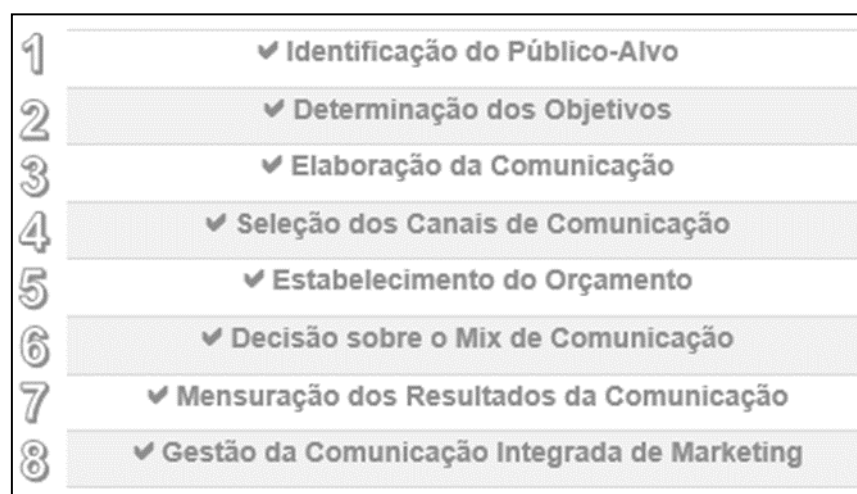 1 ✔ Identificação do Público-Alvo
2 ✔ Determinação dos Objetivos
3 ✔ Elaboração da Comunicação
4 ✔ Seleção dos Canais de Comunicação
5 ✔ Estabelecimento do Orçamento
6 ✔ Decisão sobre o Mix de Comunicação
7 ✔ Mensuração dos Resultados da Comunicação
8 ✔ Gestão da Comunicação Integrada de Marketing